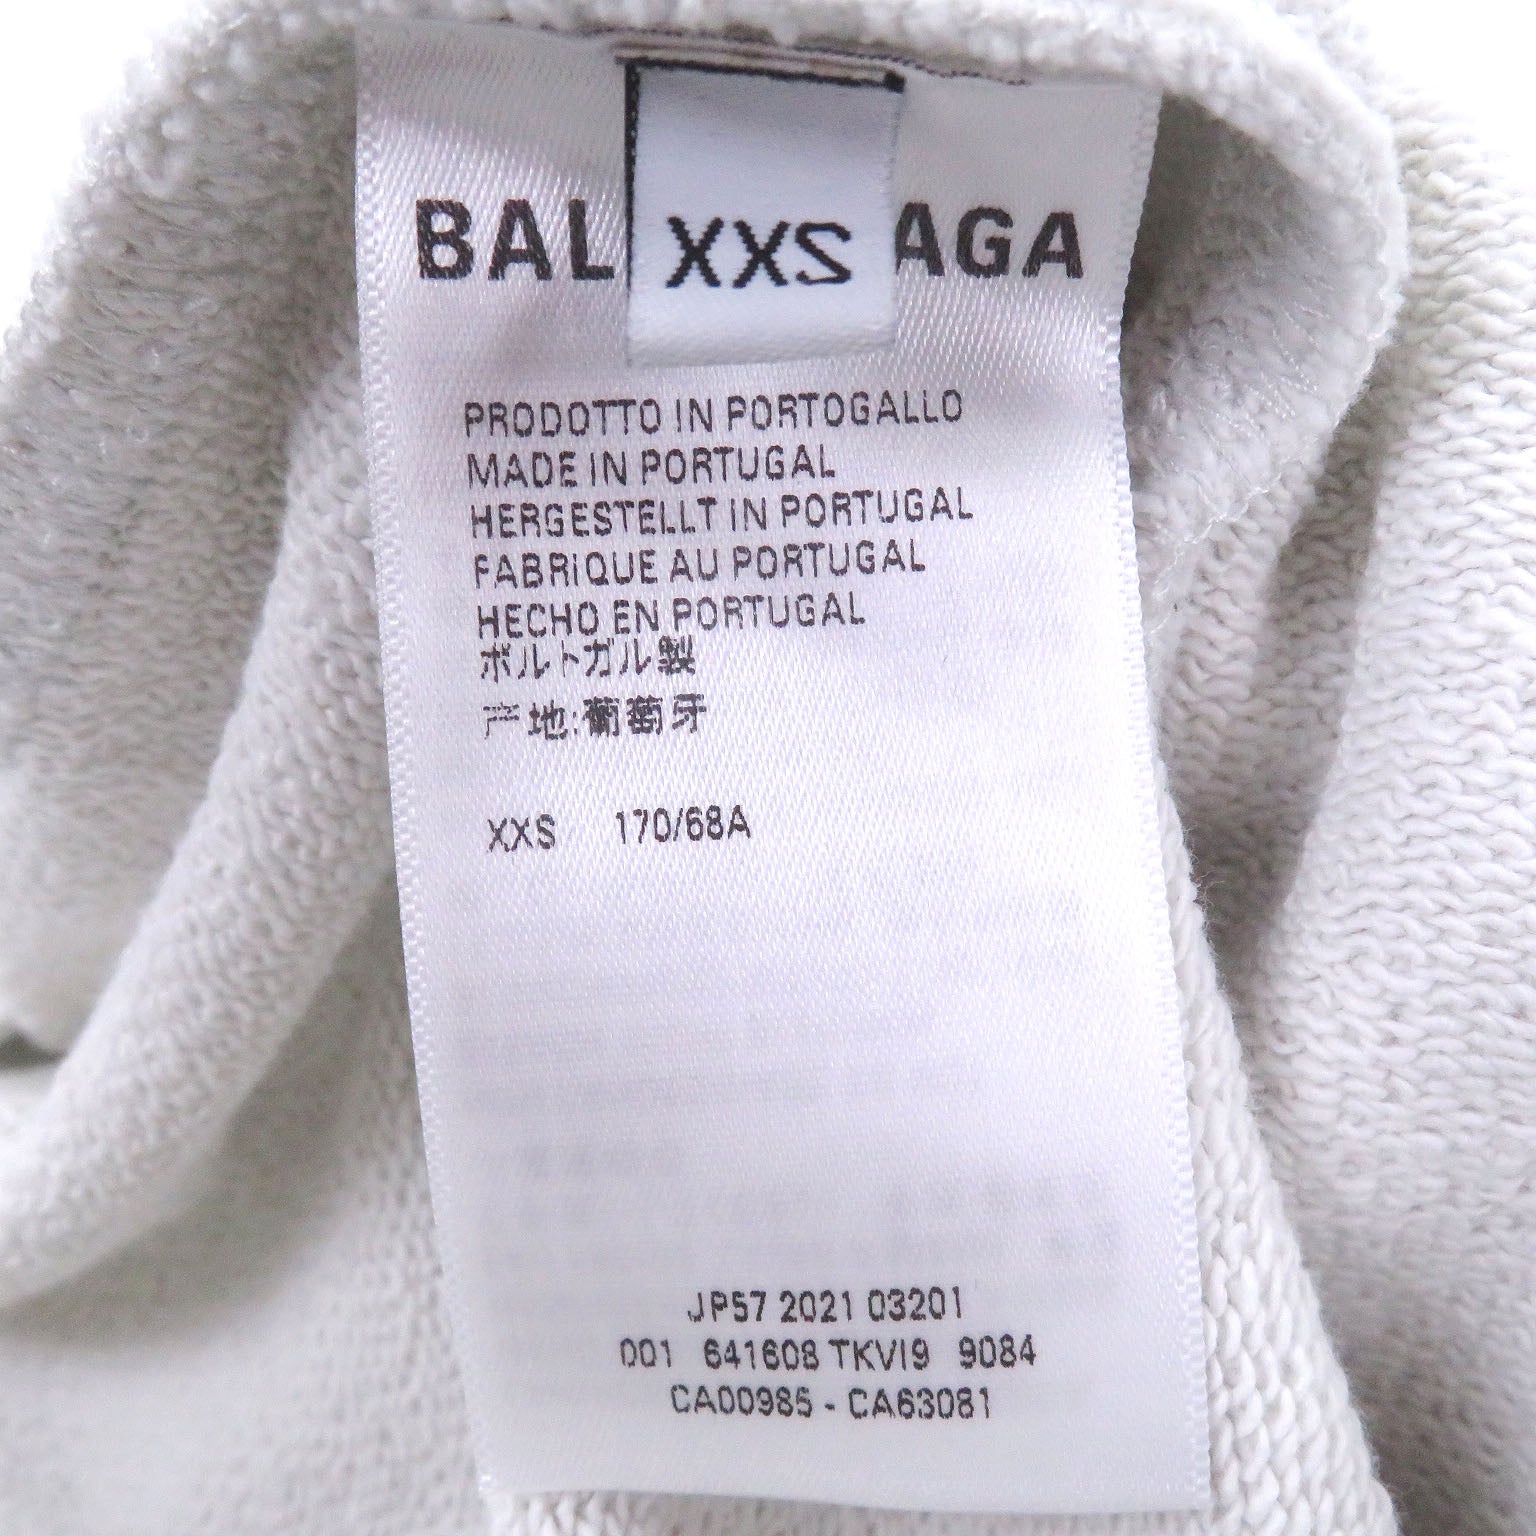 BAL XXS AGA
PRODOTTO IN PORTOGALLO
MADE IN PORTUGAL
HERGESTELLT IN PORTUGAL
FABRIQUE AU PORTUGAL
HECHO EN PORTUGAL
ポルトガル製
产地:葡萄牙
XXS 170/68A
JP57 2021 03201
001 641608 TKVI9 9084
CA00985 - CA63081